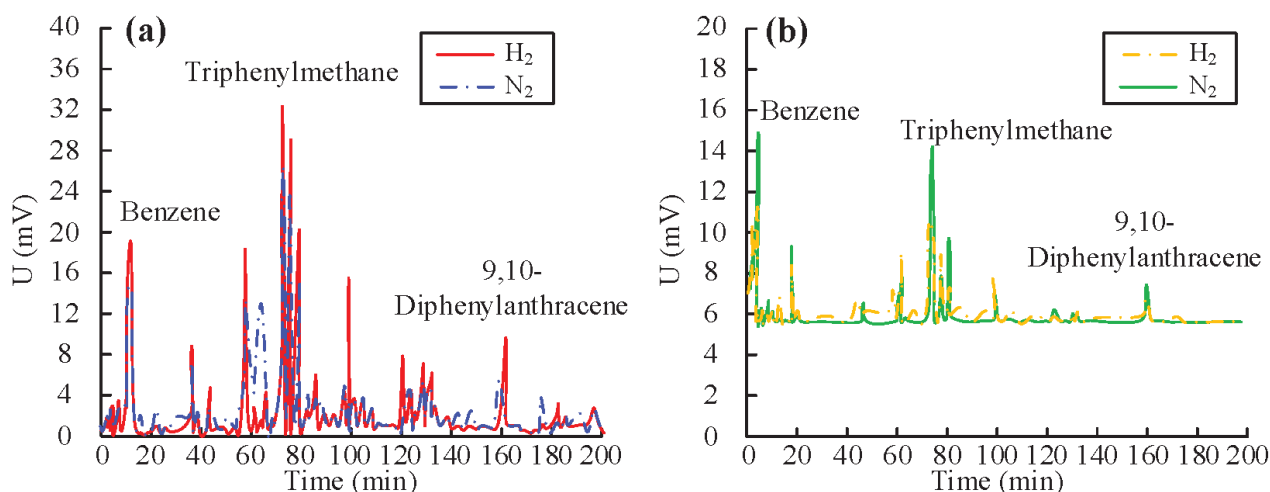 (a)
U (mV)
40
36
32
28
24
20
16
12
8
4
0
H₂
N₂
Triphenylmethane
Benzene
9,10-
Diphenylanthracene
0 20 40 60 80 100 120 140 160 180 200
Time (min)
(b)
U (mV)
20
18
16
14
12
10
8
6
4
2
0
H₂
N₂
Benzene
Triphenylmethane
9,10-
Diphenylanthracene
0 20 40 60 80 100 120 140 160 180 200
Time (min)